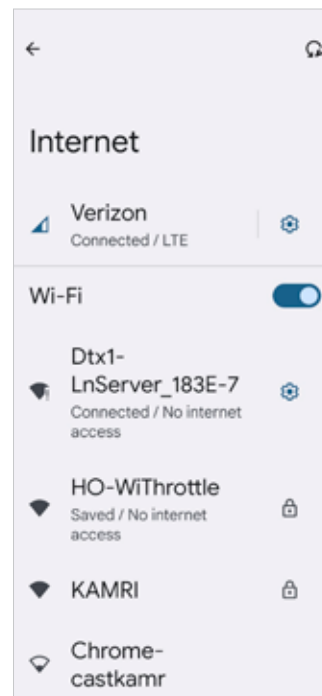 Internet
Verizon
Connected / LTE
Wi-Fi
Dtx1-
LnServer_183E-7
Connected / No internet
access
HO-WiThrottle
Saved / No internet
access
KAMRI
Chrome-
castkamr